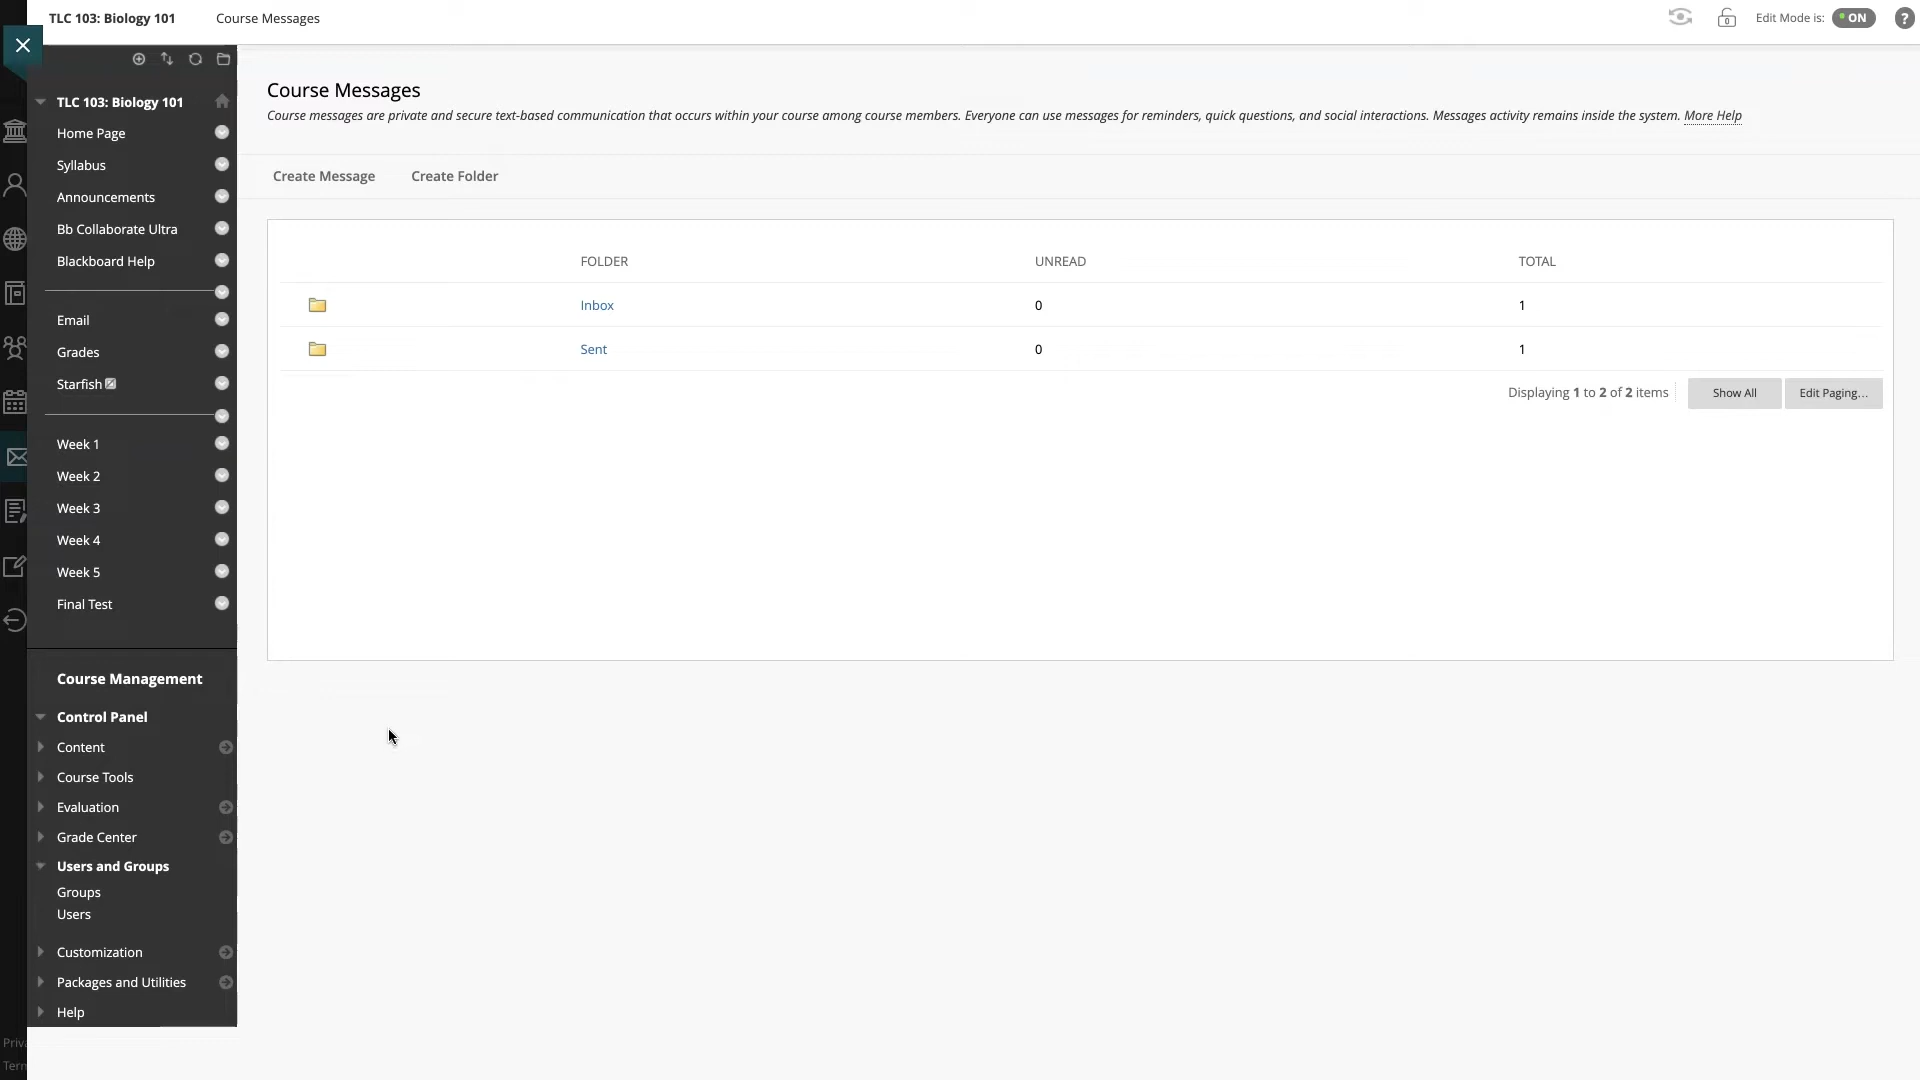 TLC 103: Biology 101
Course Messages
Edit Mode is:
ON
?
TLC 103: Biology 101
Home Page
Syllabus
Announcements
Bb Collaborate Ultra
Blackboard Help
Email
Grades
Starfish
Week 1
Week 2
Week 3
Week 4
Week 5
Final Test
Course Management
Control Panel
Content
Course Tools
Evaluation
Grade Center
Users and Groups
Groups
Users
Customization
Packages and Utilities
Help
Course Messages
Course messages are private and secure text-based communication that occurs within your course among course members. Everyone can use messages for reminders, quick questions, and social interactions. Messages activity remains inside the system. More Help
Create Message Create Folder
FOLDER UNREAD TOTAL
Inbox 0 1
Sent 0 1
Displaying 1 to 2 of 2 items Show All Edit Paging...
Priva
Term